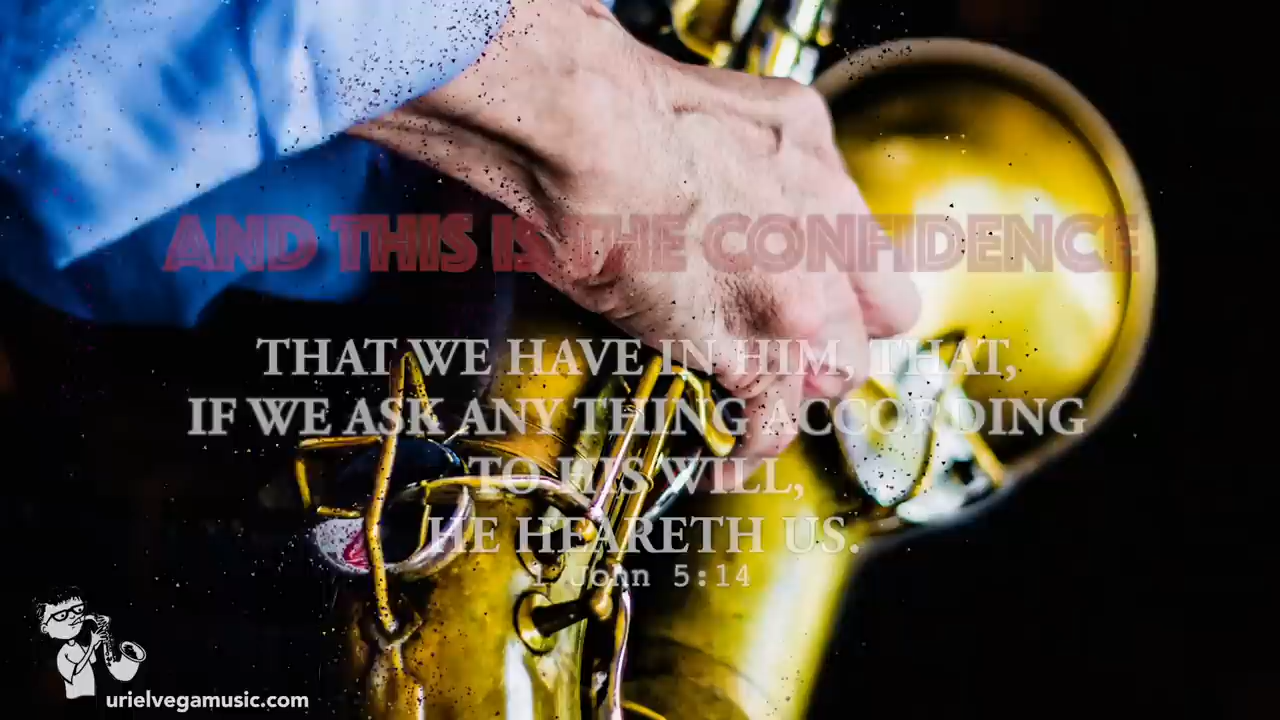 AND THIS IS THE CONFIDENCE
THAT WE HAVE IN HIM, THAT,
IF WE ASK ANY THING ACCORDING
TO HIS WILL,
HE HEARETH US.
1 John 5:14
urielvegamusic.com